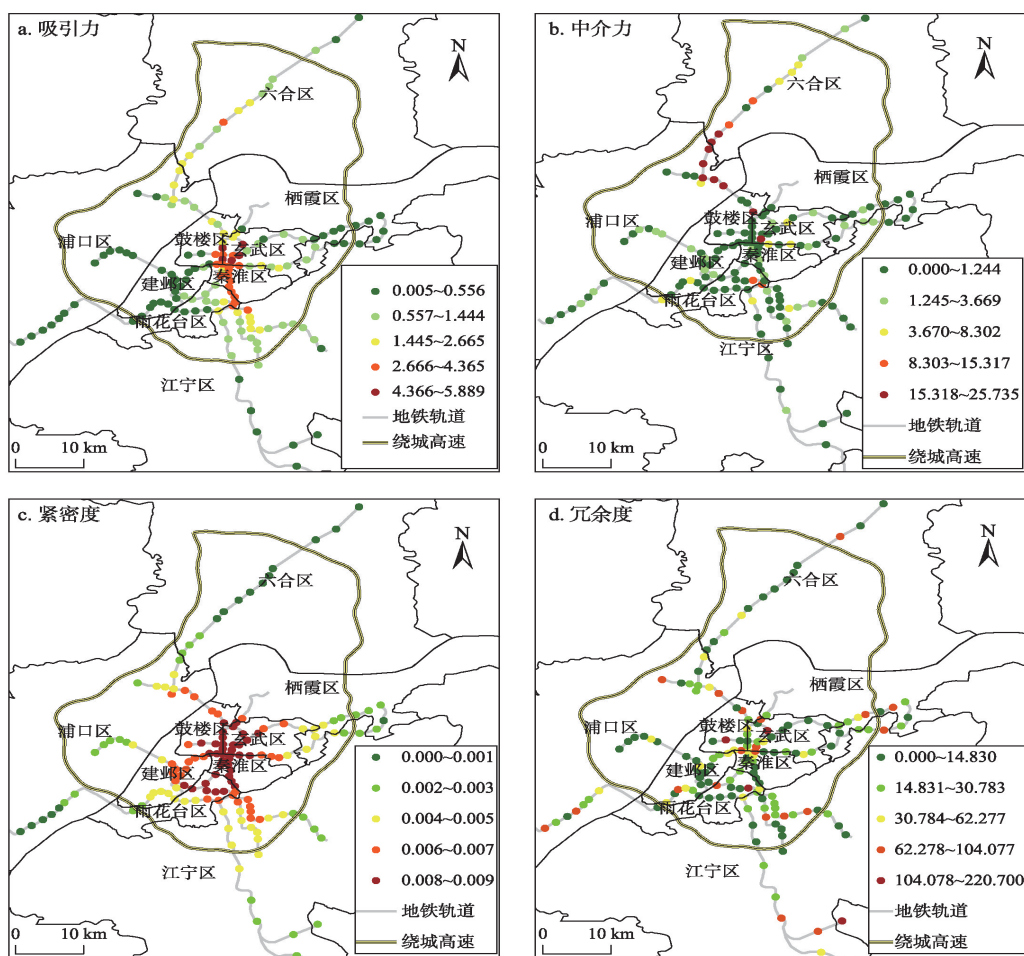 a. 吸引力
N
六合区
栖霞区
浦口区
鼓楼区
玄武区
建邺区
秦淮区
雨花台区
江宁区
0.005~0.556
0.557~1.444
1.445~2.665
2.666~4.365
4.366~5.889
地铁轨道
绕城高速
0 10 km
b. 中介力
N
六合区
栖霞区
浦口区
鼓楼区
玄武区
建邺区
秦淮区
雨花台区
江宁区
0.000~1.244
1.245~3.669
3.670~8.302
8.303~15.317
15.318~25.735
地铁轨道
绕城高速
0 10 km
c. 紧密度
N
六合区
栖霞区
浦口区
鼓楼区
玄武区
建邺区
秦淮区
雨花台区
江宁区
0.000~0.001
0.002~0.003
0.004~0.005
0.006~0.007
0.008~0.009
地铁轨道
绕城高速
0 10 km
d. 冗余度
N
六合区
栖霞区
浦口区
鼓楼区
玄武区
建邺区
秦淮区
雨花台区
江宁区
0.000~14.830
14.831~30.783
30.784~62.277
62.278~104.077
104.078~220.700
地铁轨道
绕城高速
0 10 km